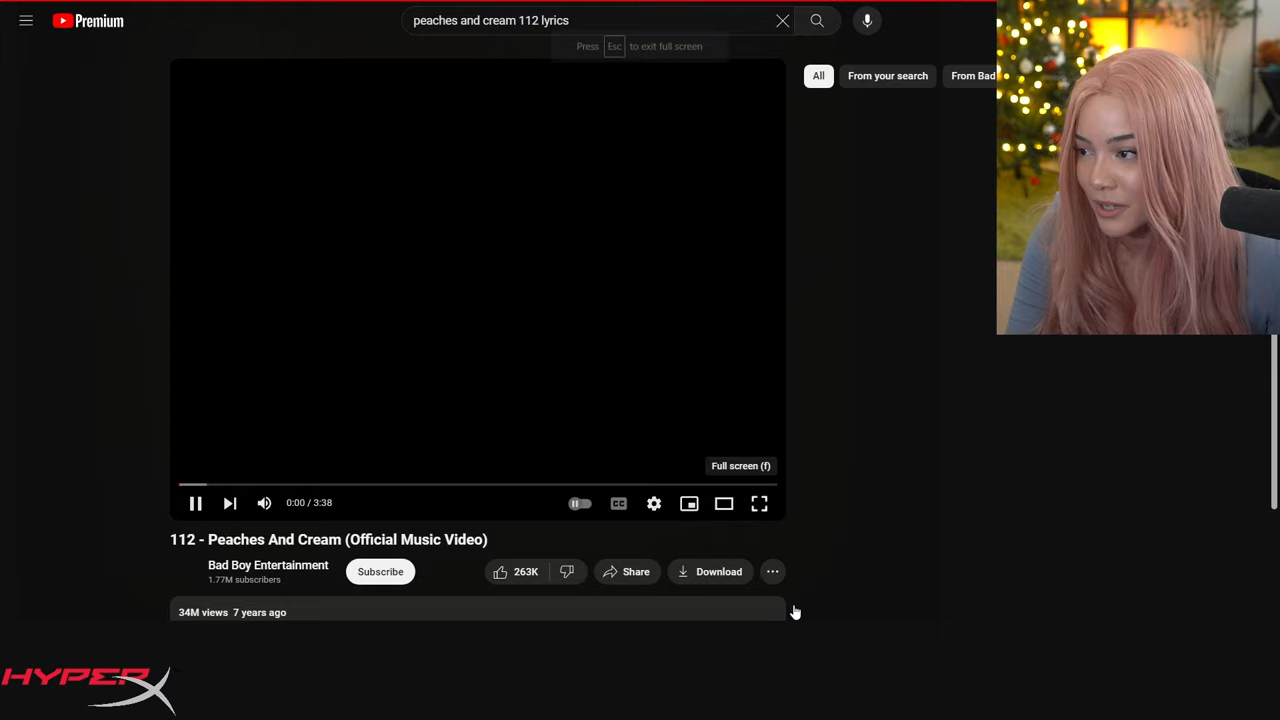 Premium
peaches and cream 112 lyrics
Press Esc to exit full screen
All
From your search
From Bad
Full screen (f)
0:00 / 3:38
CC
112 - Peaches And Cream (Official Music Video)
Bad Boy Entertainment
1.77M subscribers
Subscribe
263K
Share
Download
34M views 7 years ago
HYPERX